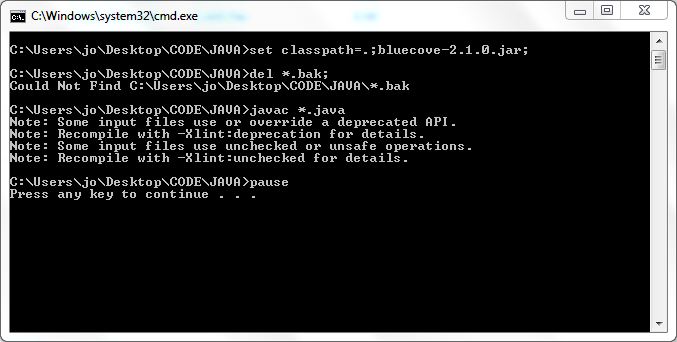 C:\Windows\system32\cmd.exe
C:\Users\jo\Desktop\CODE\JAVA>set classpath=.;bluecove-2.1.0.jar;
C:\Users\jo\Desktop\CODE\JAVA>del *.bak;
Could Not Find C:\Users\jo\Desktop\CODE\JAVA\*.bak
C:\Users\jo\Desktop\CODE\JAVA>javac *.java
Note: Some input files use or override a deprecated API.
Note: Recompile with -Xlint:deprecation for details.
Note: Some input files use unchecked or unsafe operations.
Note: Recompile with -Xlint:unchecked for details.
C:\Users\jo\Desktop\CODE\JAVA>pause
Press any key to continue . . .